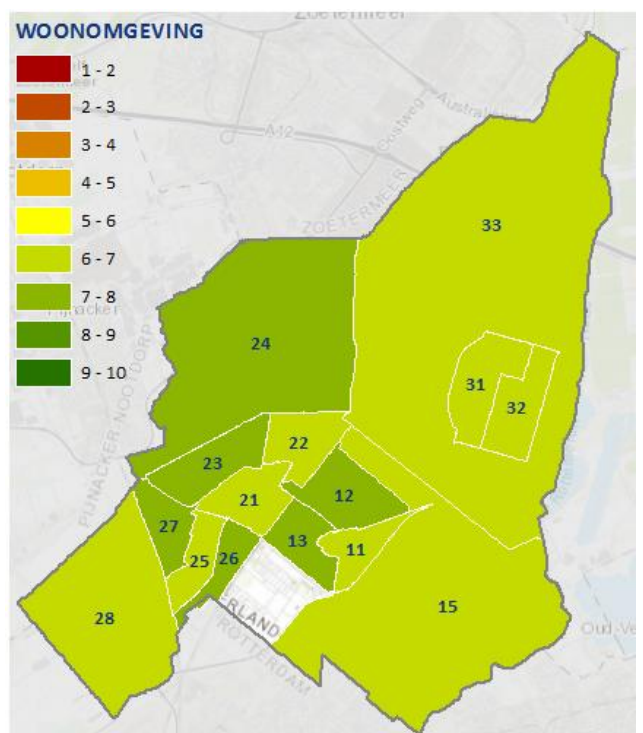 WOONOMGEVING
1 - 2
2 - 3
3 - 4
4 - 5
5 - 6
6 - 7
7 - 8
8 - 9
9 - 10
Zoetermeer
A12
Oostweg
ZOETERMEER
PIJNACKER-NOOTDORP
33
24
31
32
22
23
12
21
27
13
11
25
26
15
28
ERLAND
ROTTERDAM
Oud-Ve